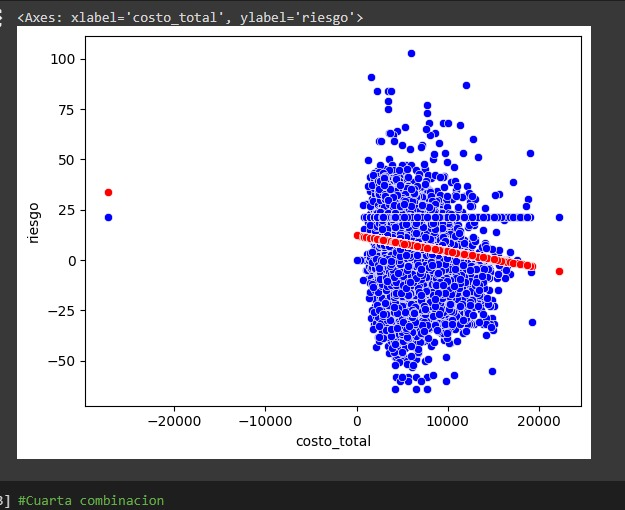 <Axes: xlabel='costo_total', ylabel='riesgo'>
100
75
50
25
0
−25
−50
riesgo
−20000 −10000 0 10000 20000
costo_total
] #Cuarta combinacion